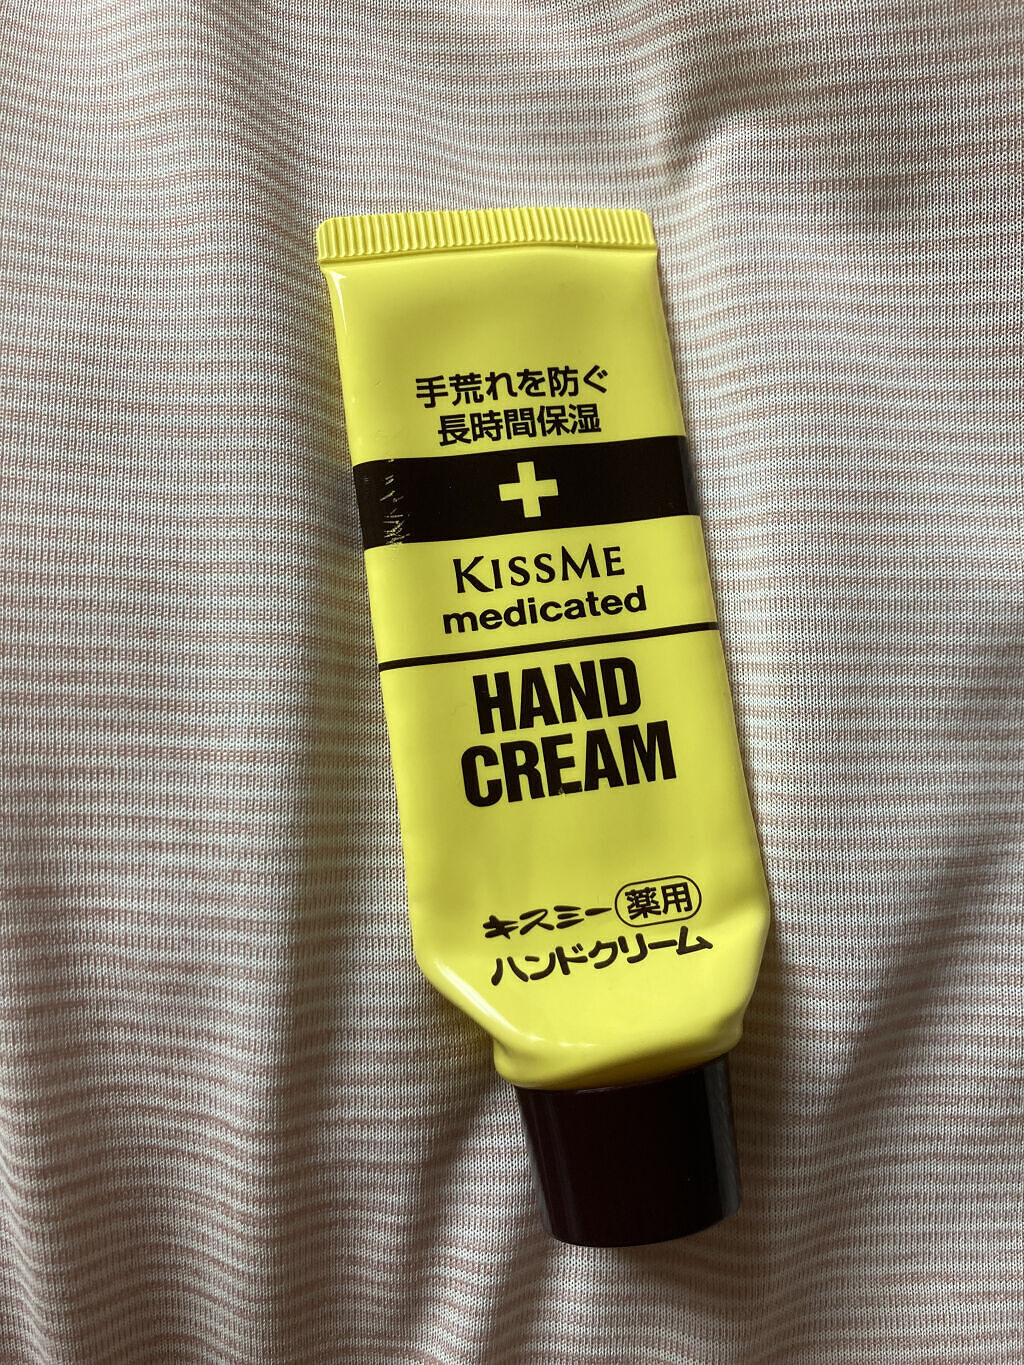 手荒れを防ぐ
長時間保湿
KISSME
medicated
HAND
CREAM
キスミー薬用
ハンドクリーム